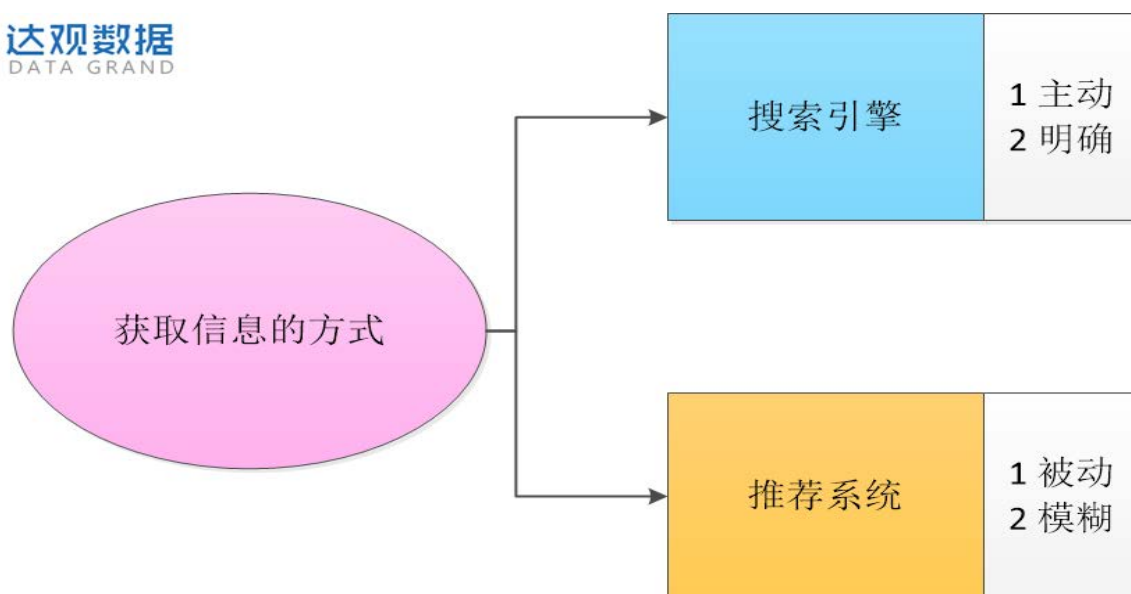 达观数据
DATA GRAND
搜索引擎
1 主动
2 明确
获取信息的方式
推荐系统
1 被动
2 模糊